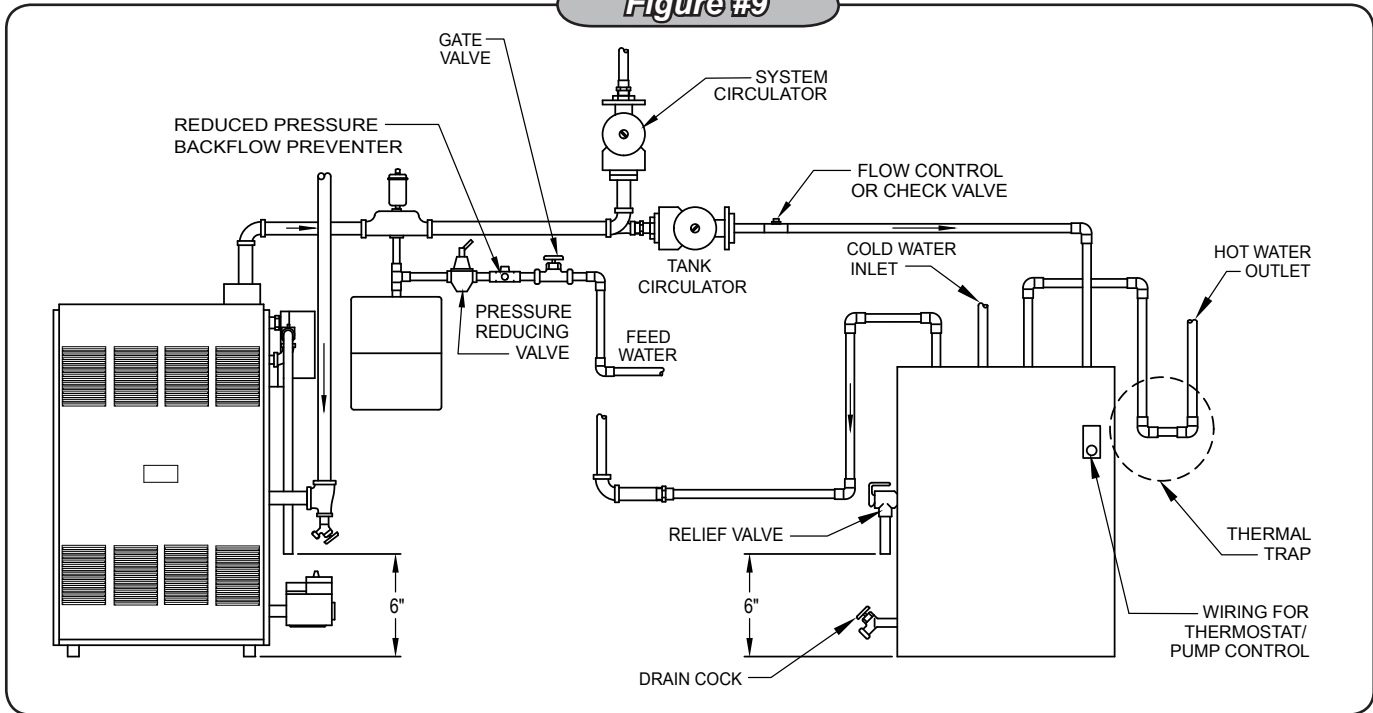 Figure #9
GATE
VALVE
SYSTEM
CIRCULATOR
REDUCED PRESSURE
BACKFLOW PREVENTER
FLOW CONTROL
OR CHECK VALVE
COLD WATER
INLET
HOT WATER
OUTLET
TANK
CIRCULATOR
PRESSURE
REDUCING
VALVE
FEED
WATER
RELIEF VALVE
THERMAL
TRAP
6"
6"
WIRING FOR
THERMOSTAT/
PUMP CONTROL
DRAIN COCK